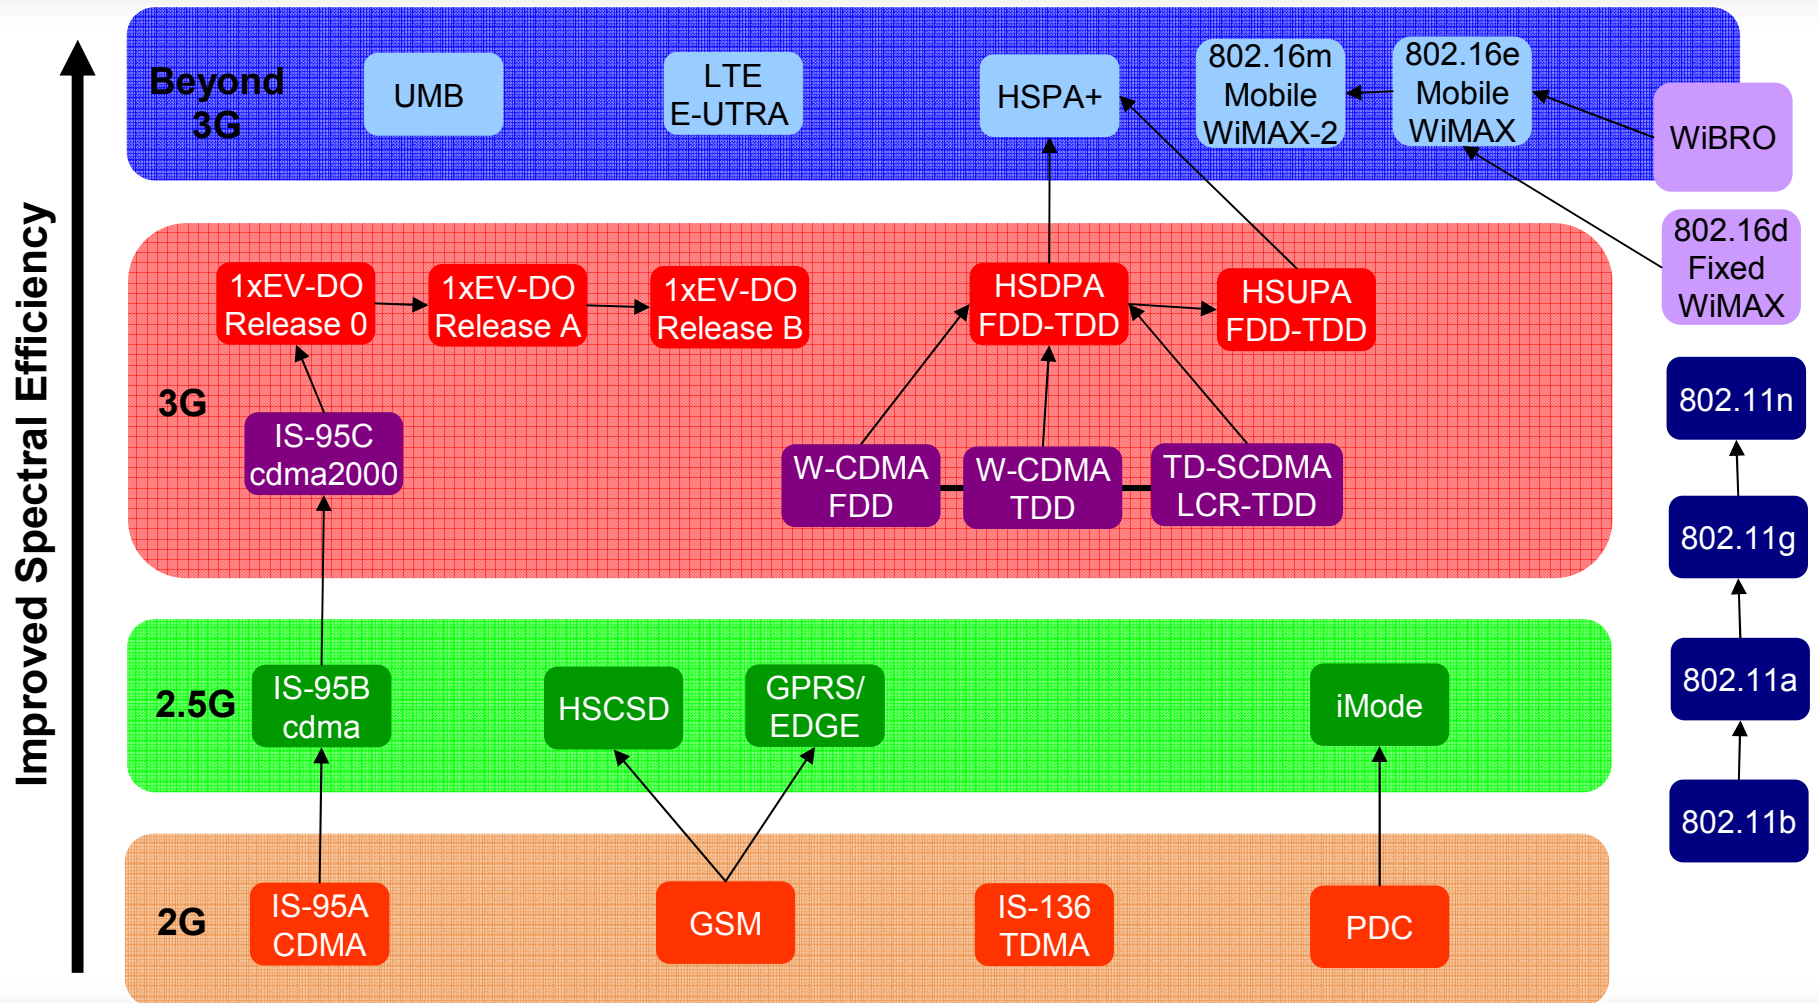 Improved Spectral Efficiency
Beyond
3G
UMB
LTE
E-UTRA
HSPA+
802.16m
Mobile
WiMAX-2
802.16e
Mobile
WiMAX
WiBRO
802.16d
Fixed
WiMAX
3G
1xEV-DO
Release 0
1xEV-DO
Release A
1xEV-DO
Release B
HSDPA
FDD-TDD
HSUPA
FDD-TDD
IS-95C
cdma2000
W-CDMA
FDD
W-CDMA
TDD
TD-SCDMA
LCR-TDD
802.11n
802.11g
802.11a
802.11b
2.5G
IS-95B
cdma
HSCSD
GPRS/
EDGE
iMode
2G
IS-95A
CDMA
GSM
IS-136
TDMA
PDC